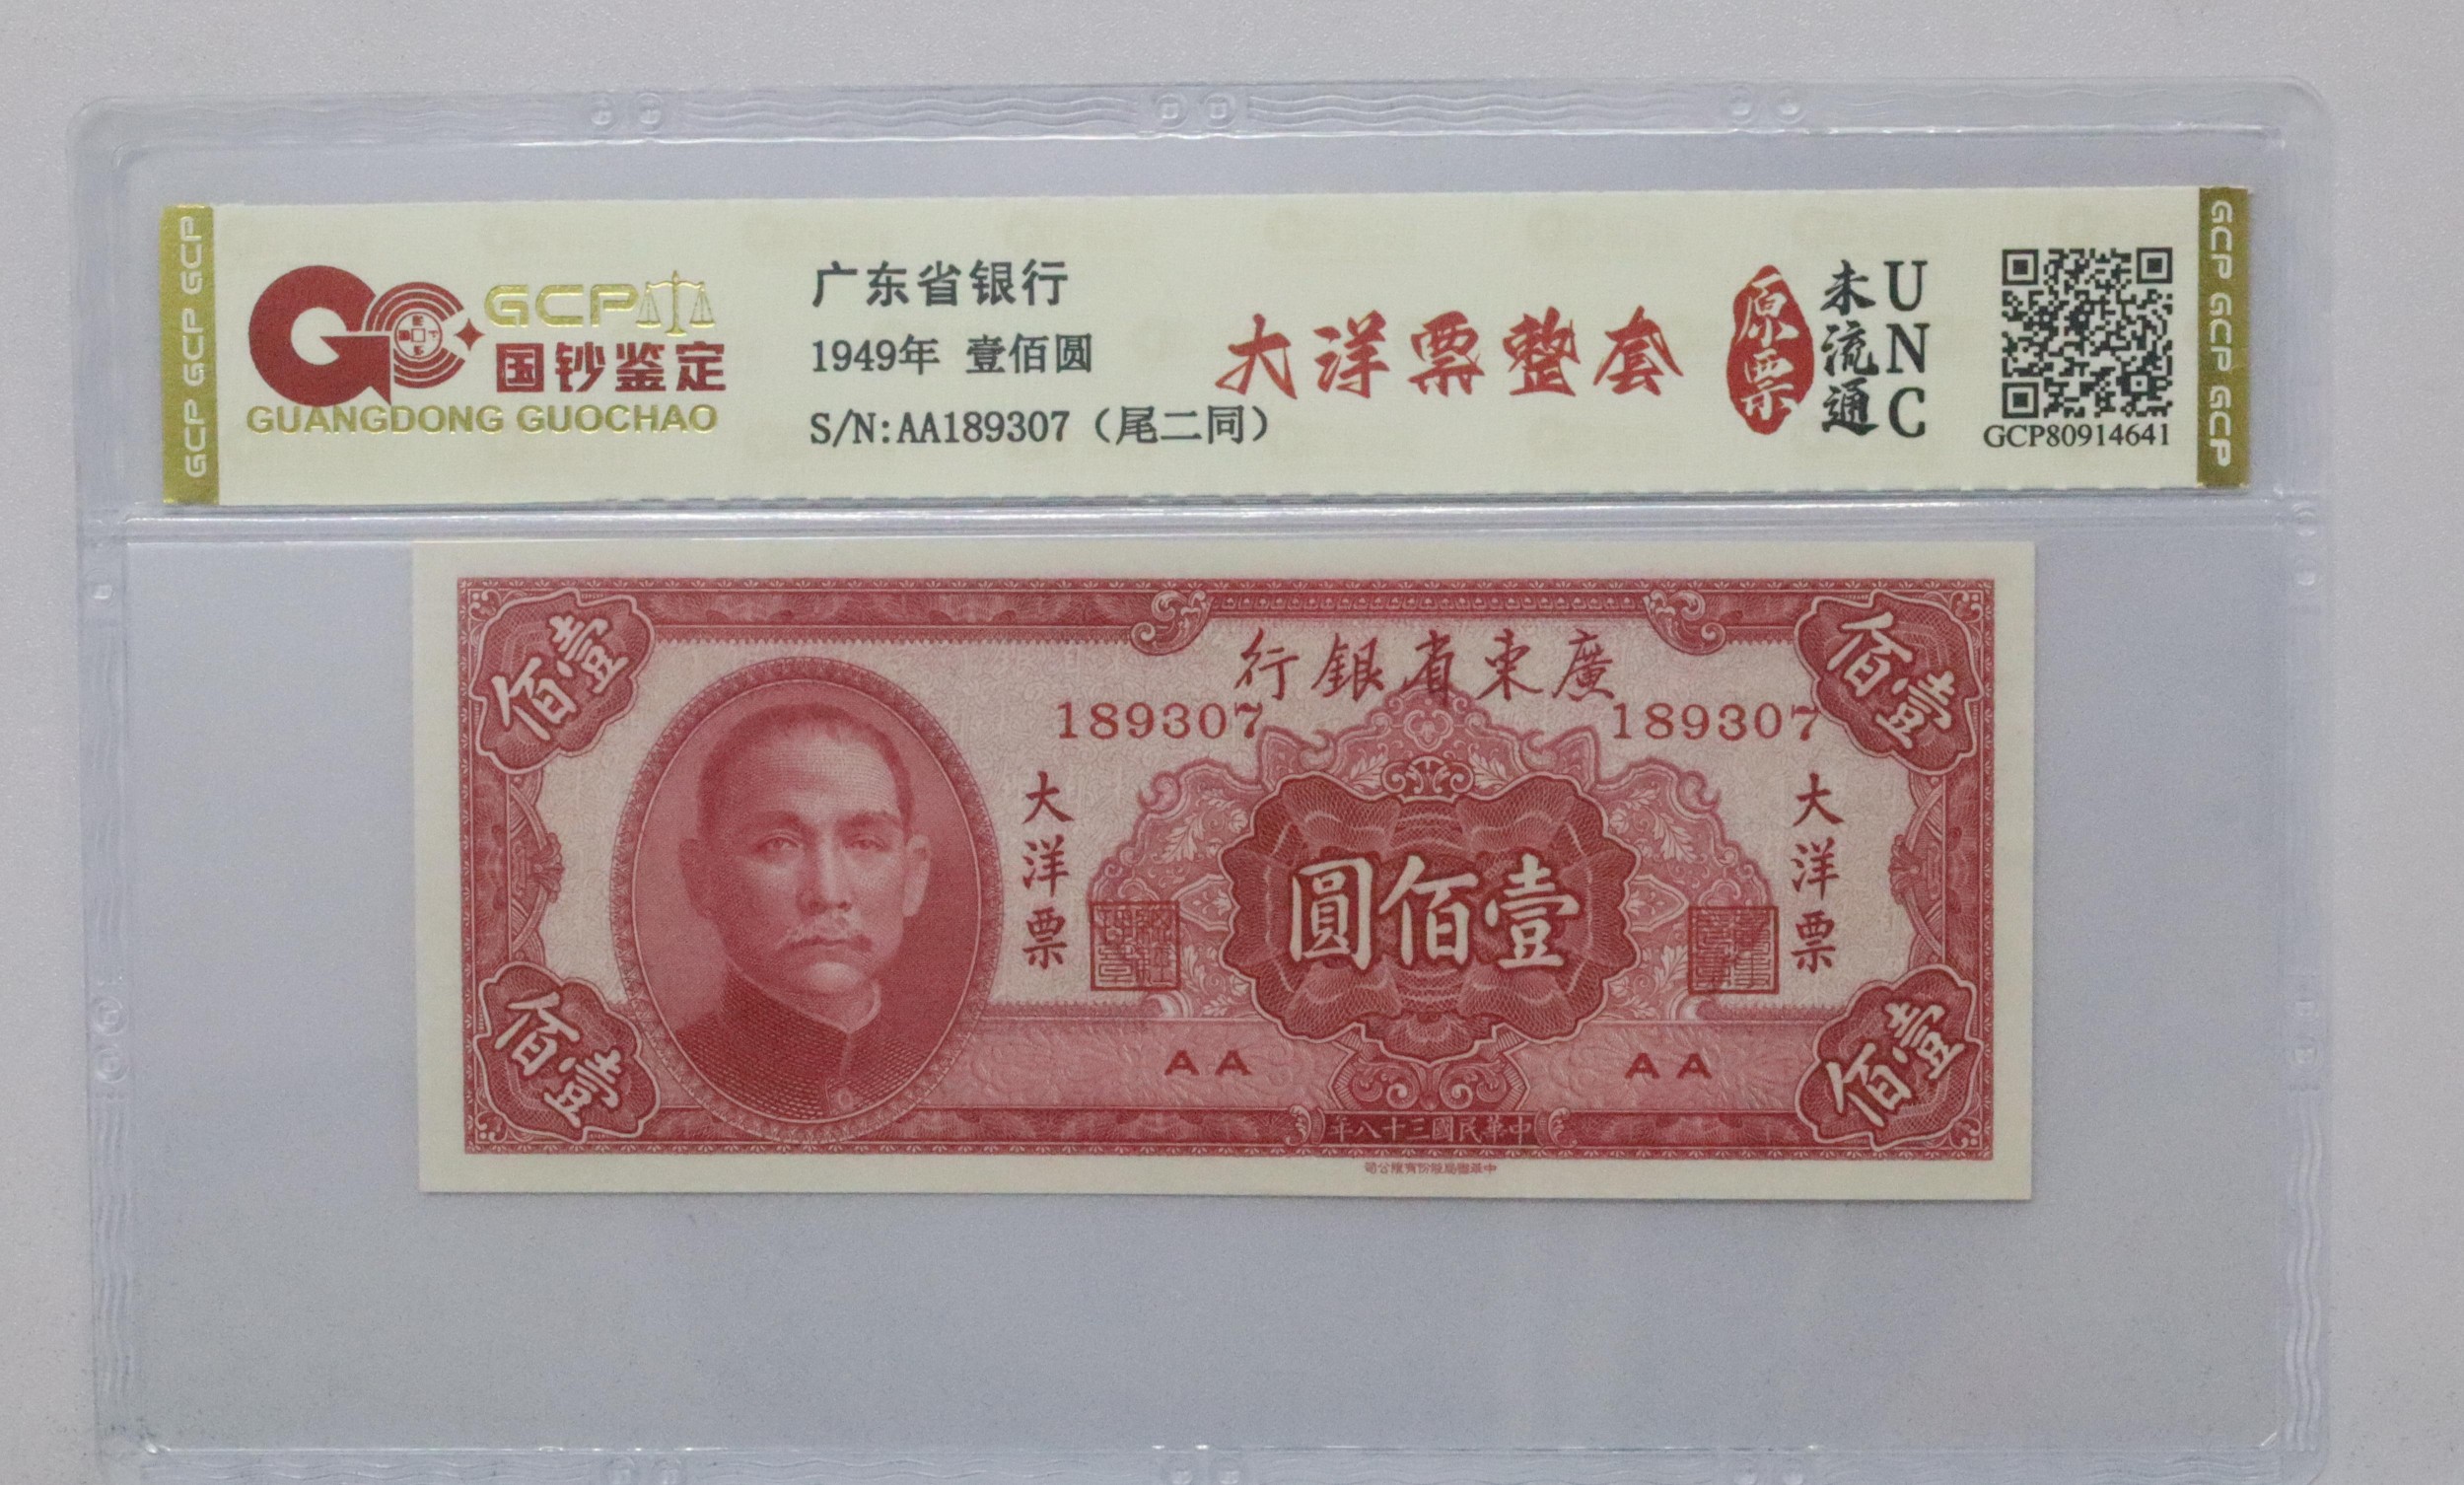 GCP GCP GCP
GCP
国钞鉴定
GUANGDONG GUOCHAO
广东省银行
1949年 壹佰圆
S/N:AA189307（尾二同）
大洋票整套
原票
未流通
UNC
GCP80914641
GCP GCP GCP
佰壹
行銀省東廣
佰壹
189307
189307
大洋票
圓佰壹
大洋票
佰壹
AA
AA
佰壹
年八十三國民華中